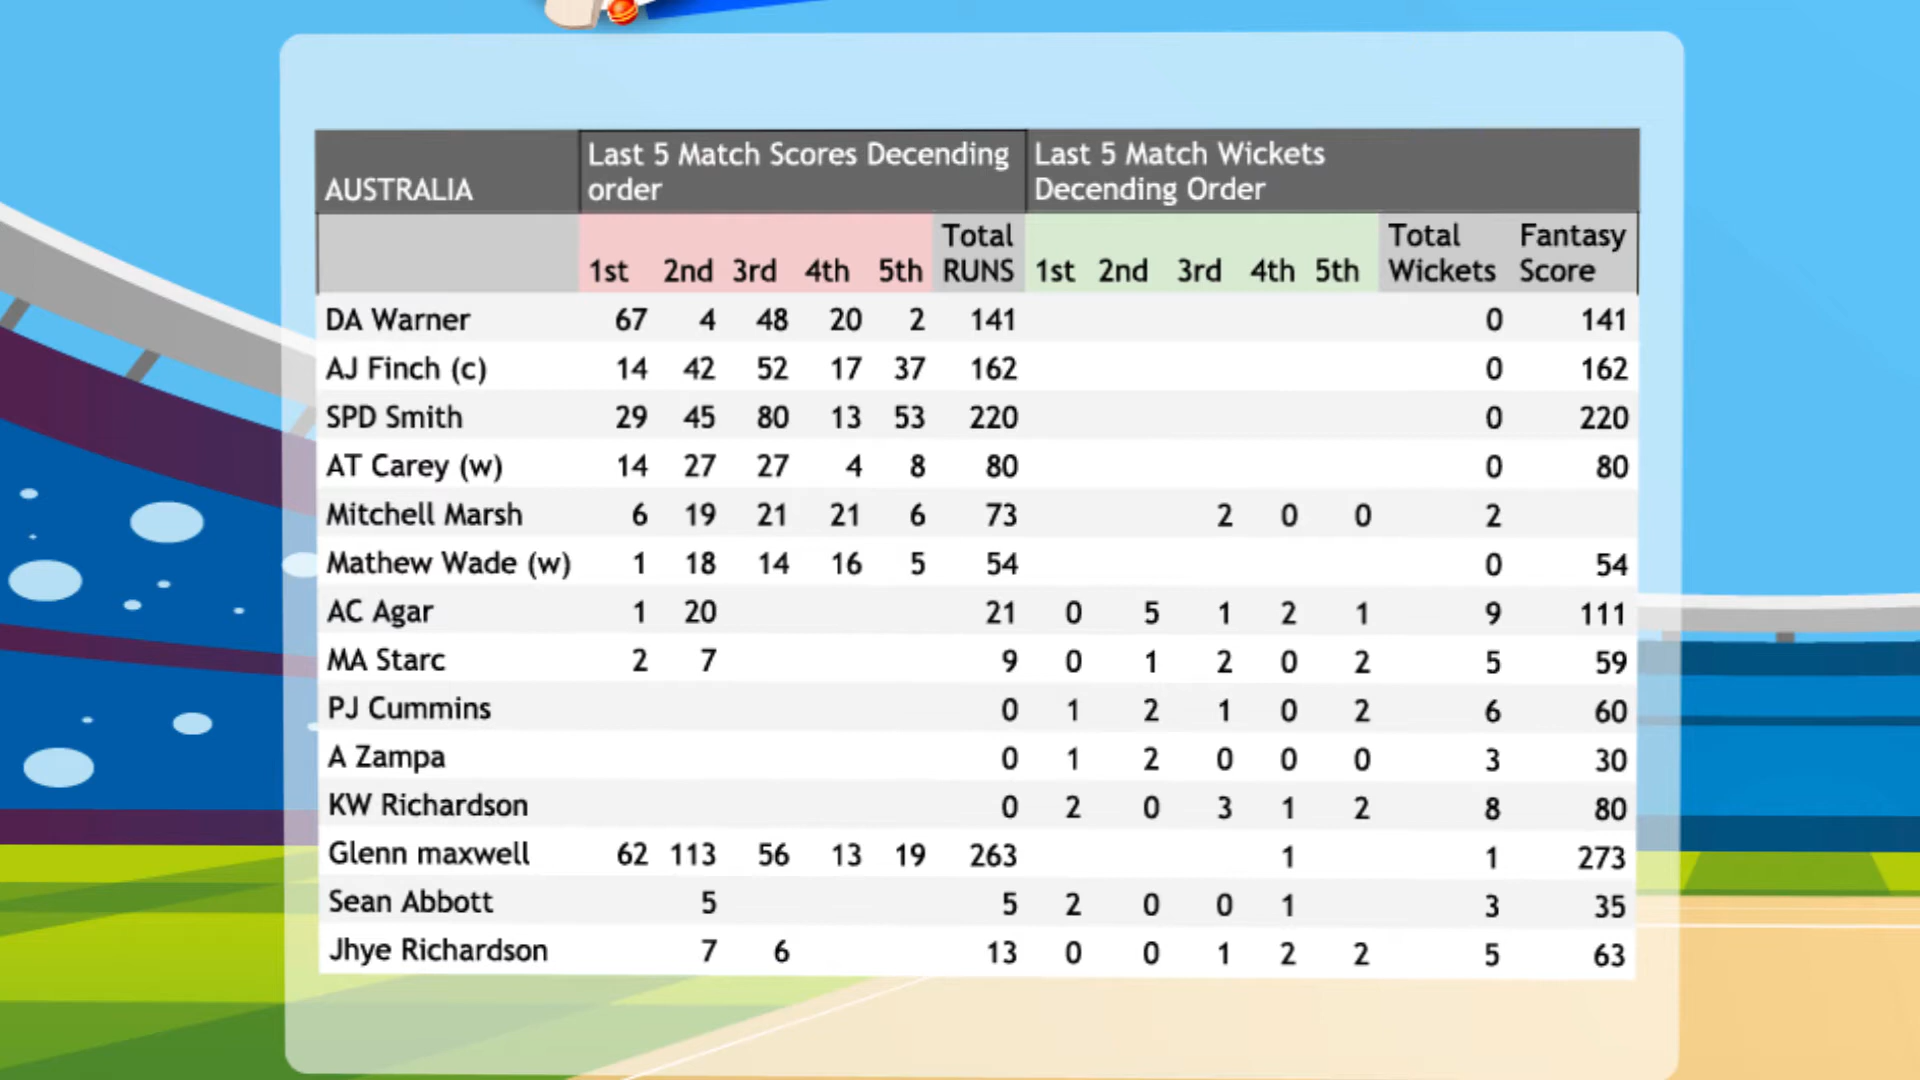 AUSTRALIA
Last 5 Match Scores Decending
order
Last 5 Match Wickets
Decending Order
1st 2nd 3rd 4th 5th Total RUNS 1st 2nd 3rd 4th 5th Total Wickets Fantasy Score
DA Warner 67 4 48 20 2 141 0 141
AJ Finch (c) 14 42 52 17 37 162 0 162
SPD Smith 29 45 80 13 53 220 0 220
AT Carey (w) 14 27 27 4 8 80 0 80
Mitchell Marsh 6 19 21 21 6 73 2 0 0 2
Mathew Wade (w) 1 18 14 16 5 54 0 54
AC Agar 1 20 21 0 5 1 2 1 9 111
MA Starc 2 7 9 0 1 2 0 2 5 59
PJ Cummins 0 1 2 1 0 2 6 60
A Zampa 0 1 2 0 0 0 3 30
KW Richardson 0 2 0 3 1 2 8 80
Glenn maxwell 62 113 56 13 19 263 1 1 273
Sean Abbott 5 5 2 0 0 1 3 35
Jhye Richardson 7 6 13 0 0 1 2 2 5 63